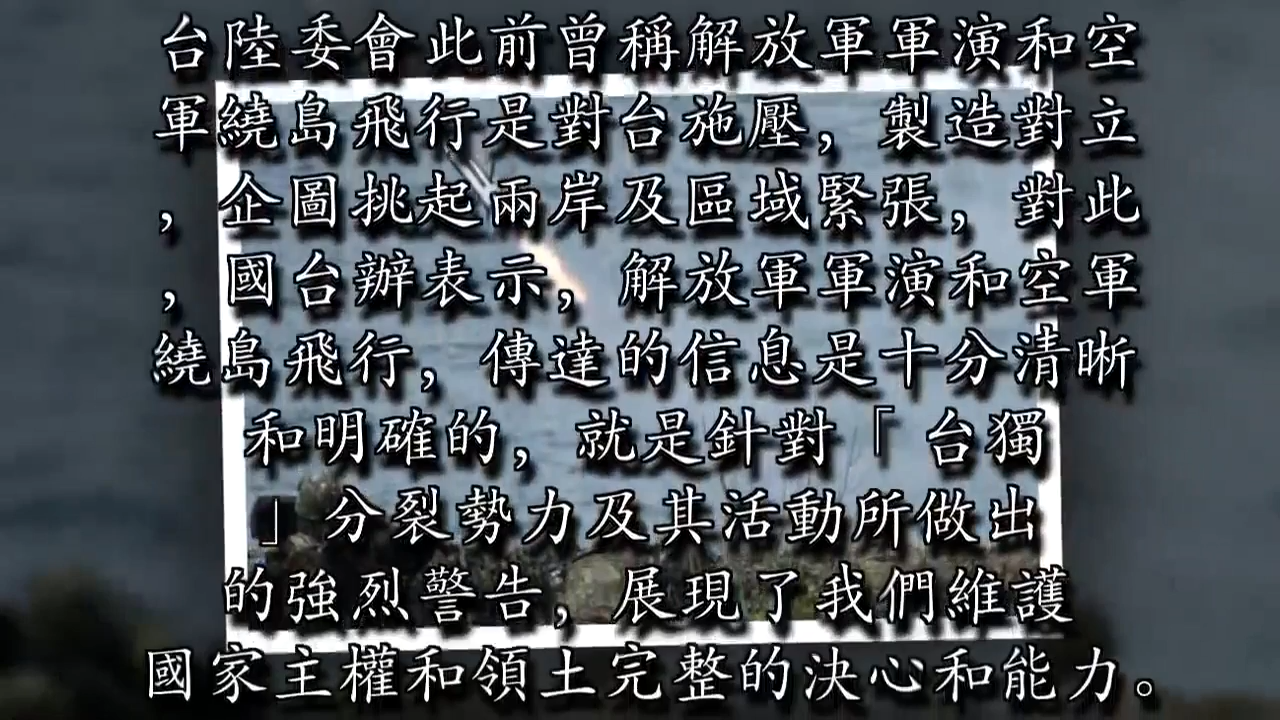 台陸委會此前曾稱解放軍軍演和空
軍繞島飛行是對台施壓，製造對立
，企圖挑起兩岸及區域緊張，對此
，國台辦表示，解放軍軍演和空軍
繞島飛行，傳達的信息是十分清晰
和明確的，就是針對「台獨
」分裂勢力及其活動所做出
的強烈警告，展現了我們維護
國家主權和領土完整的決心和能力。